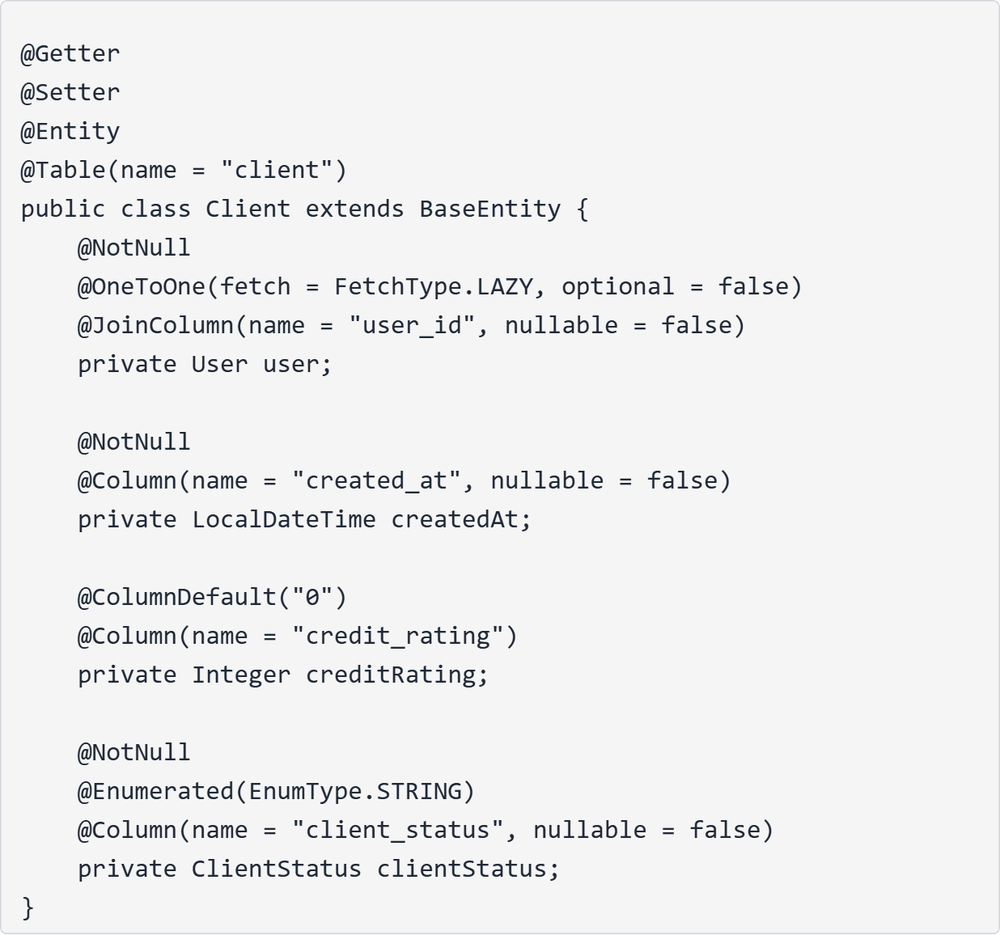 @Getter
@Setter
@Entity
@Table(name = "client")
public class Client extends BaseEntity {
    @NotNull
    @OneToOne(fetch = FetchType.LAZY, optional = false)
    @JoinColumn(name = "user_id", nullable = false)
    private User user;

    @NotNull
    @Column(name = "created_at", nullable = false)
    private LocalDateTime createdAt;

    @ColumnDefault("0")
    @Column(name = "credit_rating")
    private Integer creditRating;

    @NotNull
    @Enumerated(EnumType.STRING)
    @Column(name = "client_status", nullable = false)
    private ClientStatus clientStatus;
}